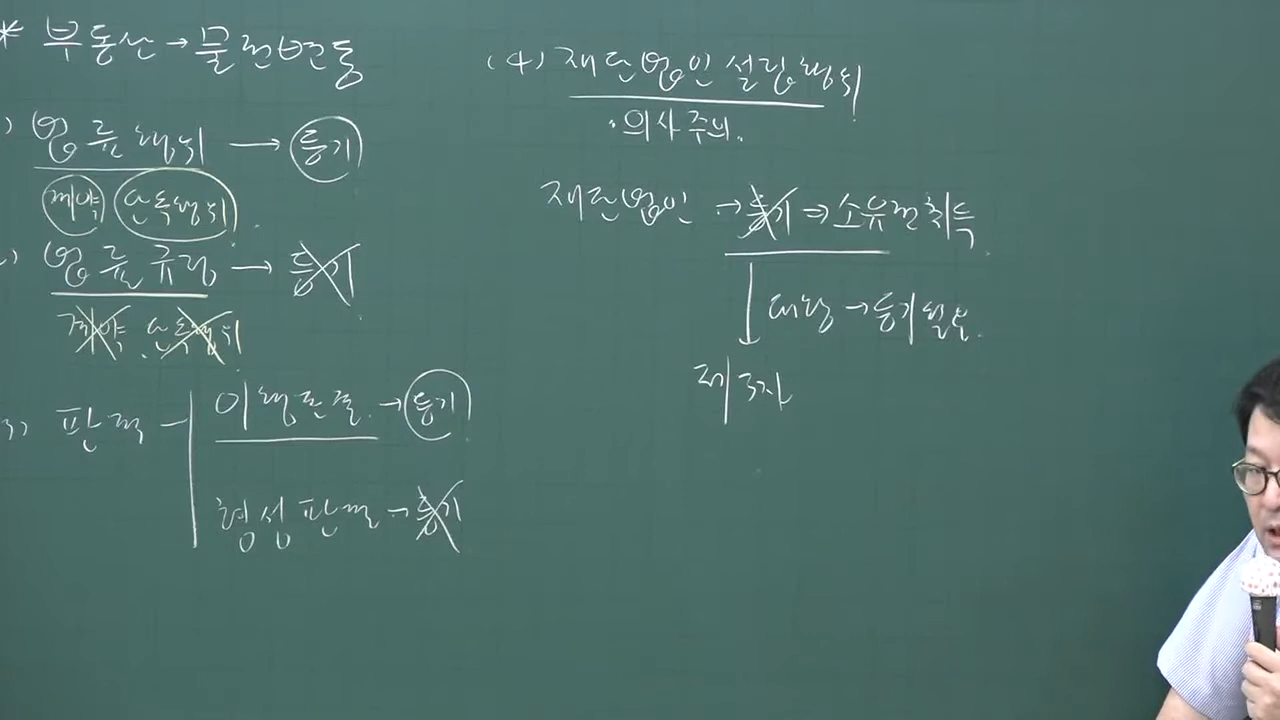 * 부동산 → 물권변동
) 법률행위 → 등기
계약 단독행위.
) 법률규정 → 등기
계약 단독행위
3) 판결 이행판결. → 등기
형성판결 → 등기
(4) 재단법인설립행위
·의사주의.
재단법인 → 등기 ⇒ 소유권취득
대항 → 등기필요.
제3자